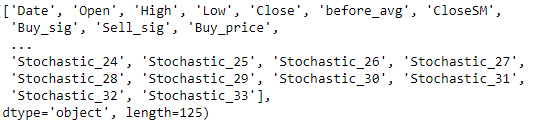 [['Date', 'Open', 'High', 'Low', 'Close', 'before_avg', 'CloseSM',
'Buy_sig', 'Sell_sig', 'Buy_price',
...
'Stochastic_24', 'Stochastic_25', 'Stochastic_26', 'Stochastic_27',
'Stochastic_28', 'Stochastic_29', 'Stochastic_30', 'Stochastic_31',
'Stochastic_32', 'Stochastic_33'],
dtype='object', length=125)